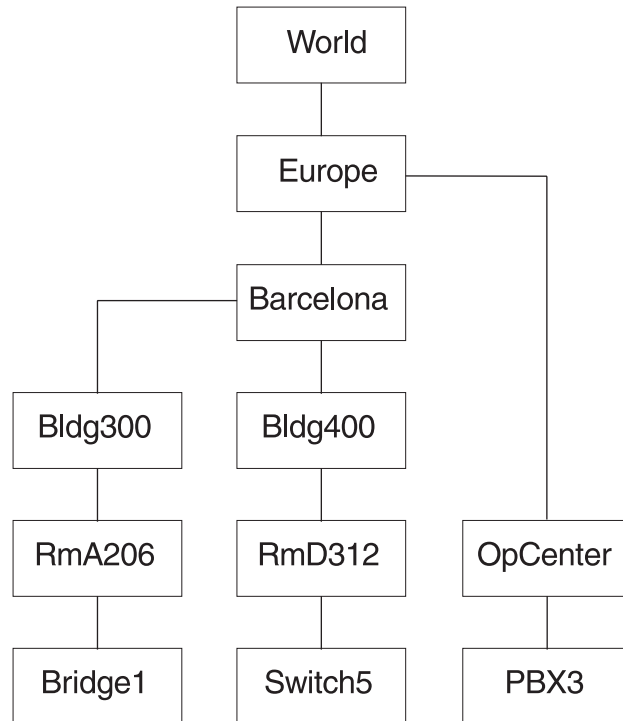 World
Europe
Barcelona
Bldg300
Bldg400
RmA206
RmD312
OpCenter
Bridge1
Switch5
PBX3